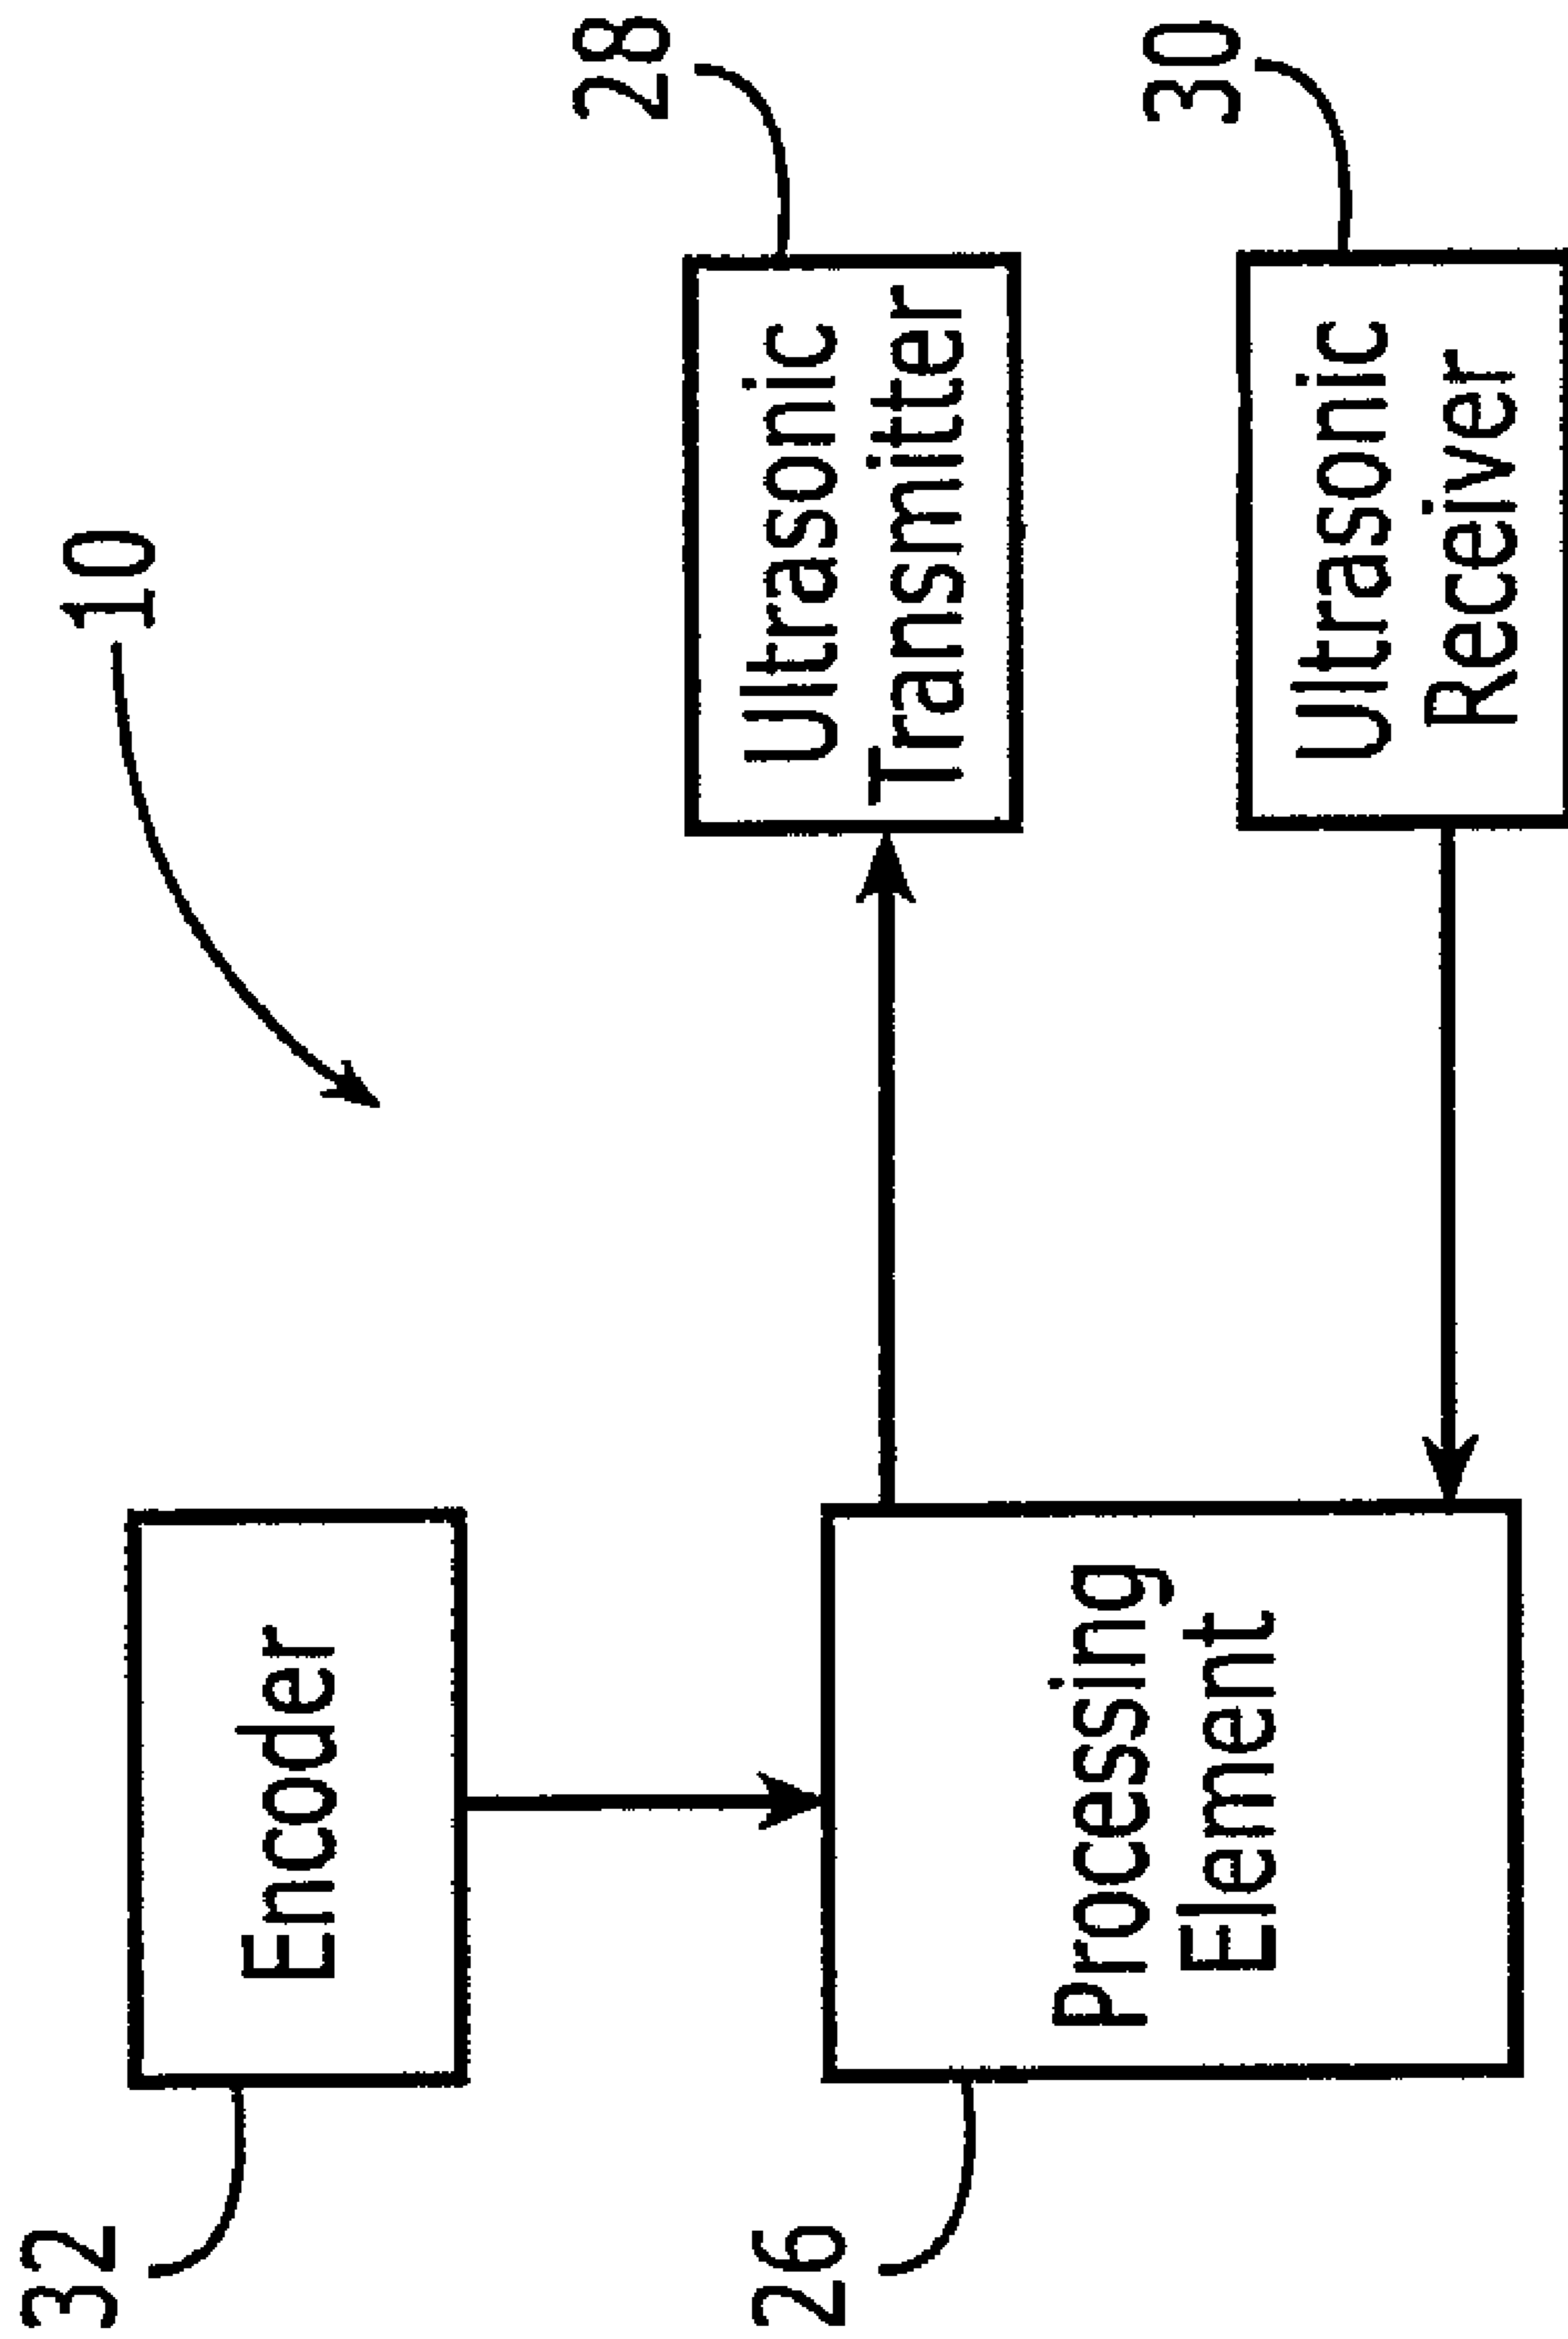 10
32
Encoder
28
Ultrasonic
Transmitter
26
Processing
Element
30
Ultrasonic
Receiver